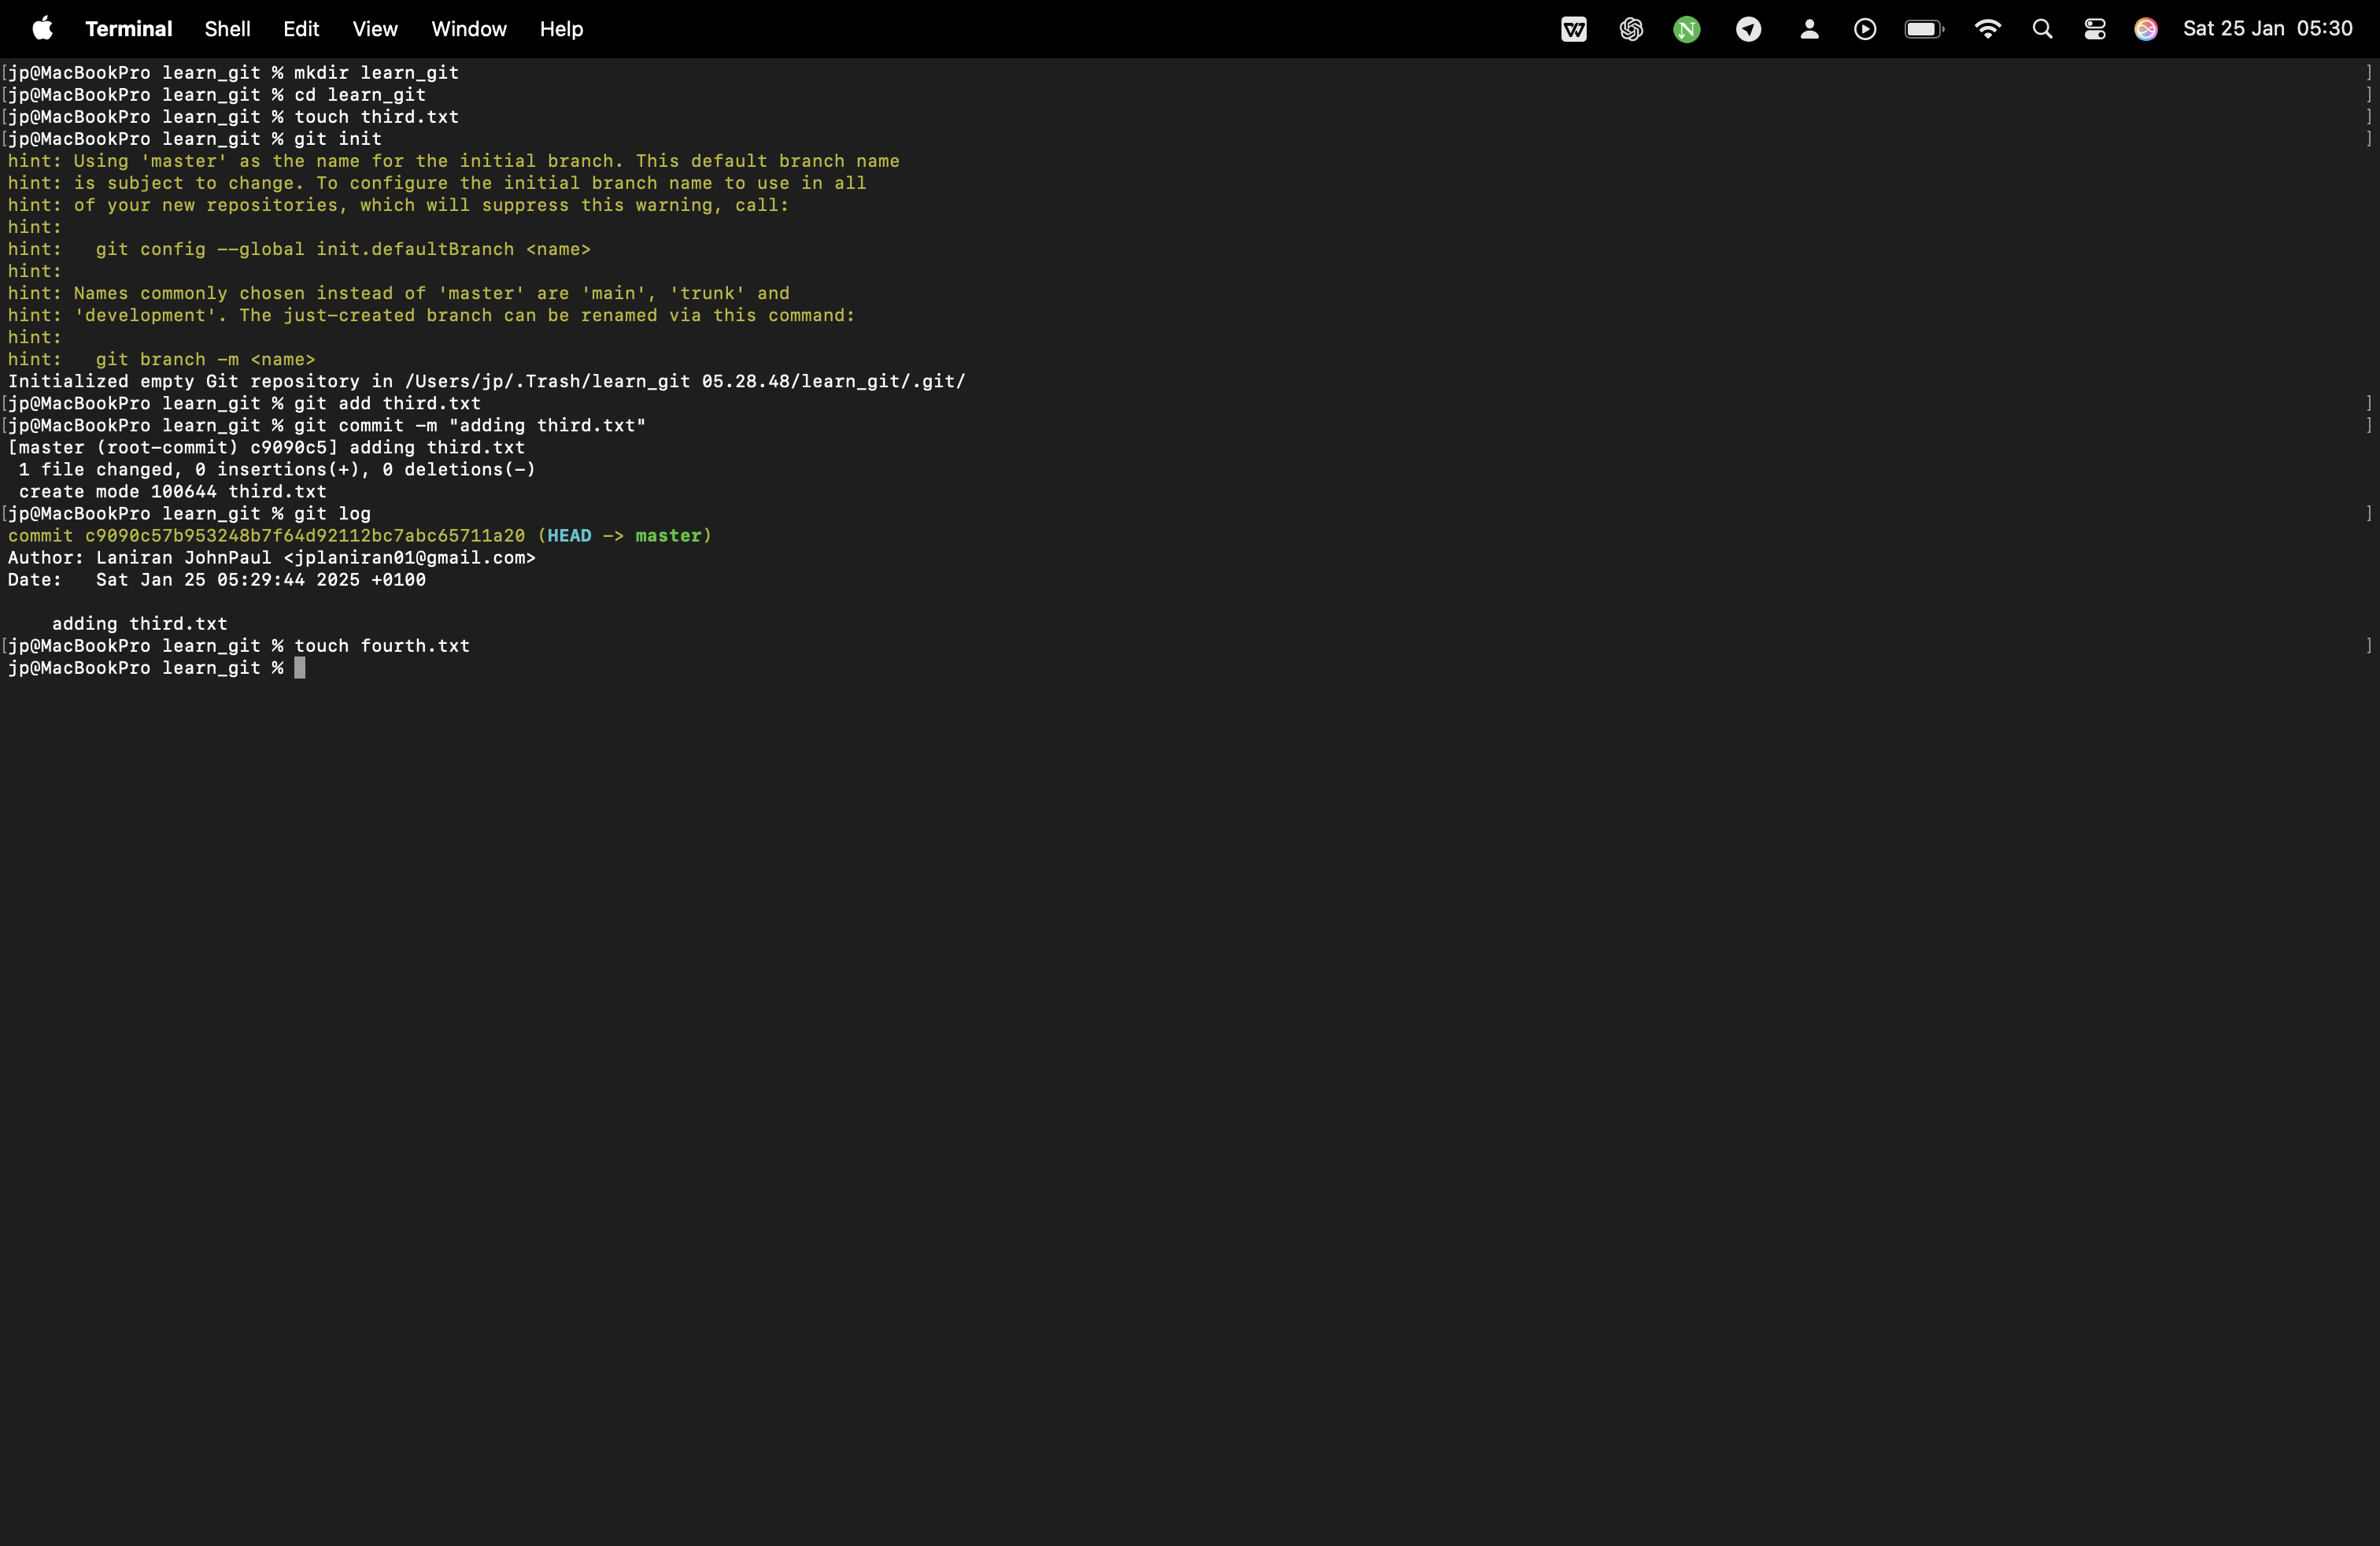 Terminal Shell Edit View Window Help Sat 25 Jan 05:30
[jp@MacBookPro learn_git % mkdir learn_git ]
[jp@MacBookPro learn_git % cd learn_git ]
[jp@MacBookPro learn_git % touch third.txt ]
[jp@MacBookPro learn_git % git init ]
hint: Using 'master' as the name for the initial branch. This default branch name
hint: is subject to change. To configure the initial branch name to use in all
hint: of your new repositories, which will suppress this warning, call:
hint:
hint:   git config --global init.defaultBranch <name>
hint:
hint: Names commonly chosen instead of 'master' are 'main', 'trunk' and
hint: 'development'. The just-created branch can be renamed via this command:
hint:
hint:   git branch -m <name>
Initialized empty Git repository in /Users/jp/.Trash/learn_git 05.28.48/learn_git/.git/
[jp@MacBookPro learn_git % git add third.txt ]
[jp@MacBookPro learn_git % git commit -m "adding third.txt" ]
[master (root-commit) c9090c5] adding third.txt
 1 file changed, 0 insertions(+), 0 deletions(-)
 create mode 100644 third.txt
[jp@MacBookPro learn_git % git log ]
commit c9090c57b953248b7f64d92112bc7abc65711a20 (HEAD -> master)
Author: Laniran JohnPaul <jplaniran01@gmail.com>
Date:   Sat Jan 25 05:29:44 2025 +0100
    adding third.txt
[jp@MacBookPro learn_git % touch fourth.txt ]
jp@MacBookPro learn_git %